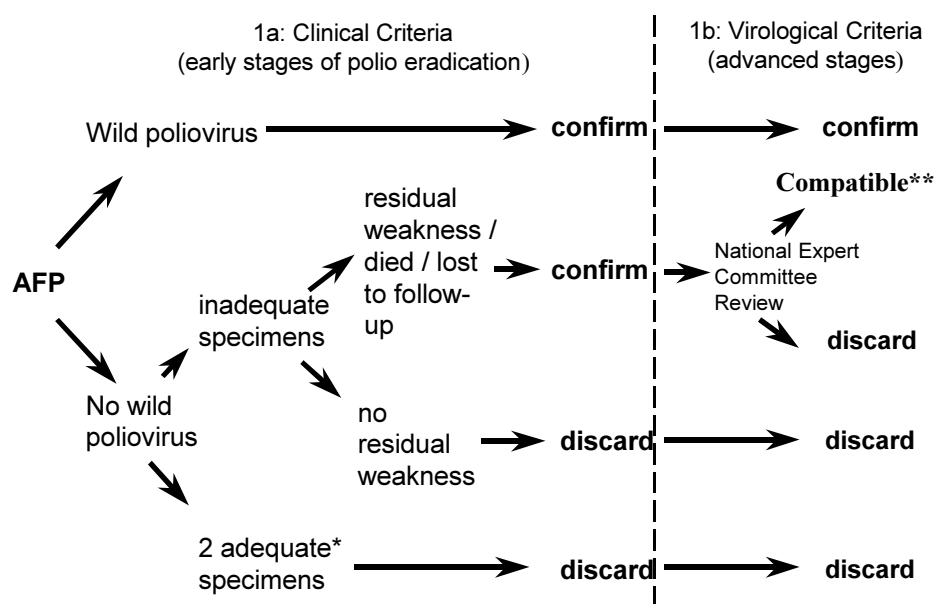 1a: Clinical Criteria
(early stages of polio eradication)
1b: Virological Criteria
(advanced stages)
Wild poliovirus
confirm
confirm
AFP
No wild
poliovirus
inadequate
specimens
residual
weakness /
died / lost
to follow-
up
confirm
National Expert
Committee
Review
Compatible**
discard
no
residual
weakness
discard
discard
2 adequate*
specimens
discard
discard